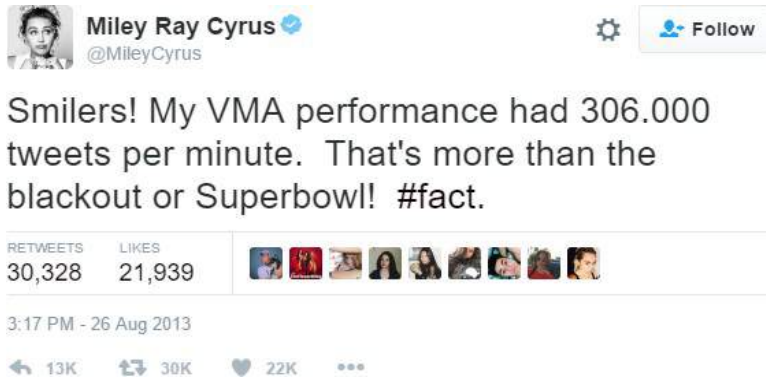 Miley Ray Cyrus
@MileyCyrus
Follow
Smilers! My VMA performance had 306.000
tweets per minute.  That's more than the
blackout or Superbowl!  #fact.
RETWEETS LIKES
30,328 21,939
3:17 PM - 26 Aug 2013
13K 30K 22K